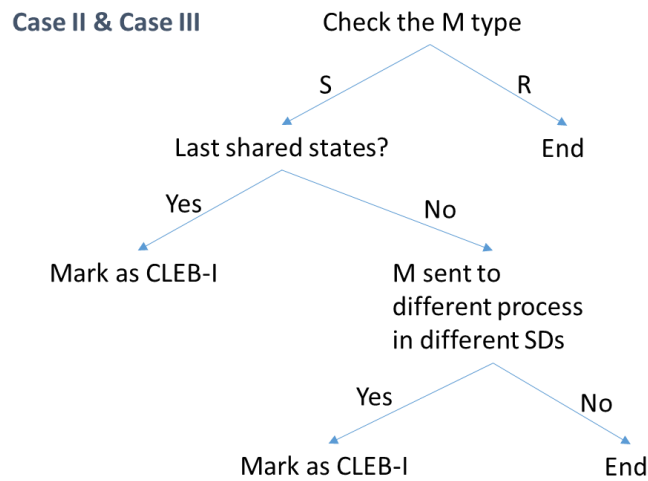 Case II & Case III
Check the M type
S
R
Last shared states?
End
Yes
No
Mark as CLEB-I
M sent to
different process
in different SDs
Yes
No
Mark as CLEB-I
End